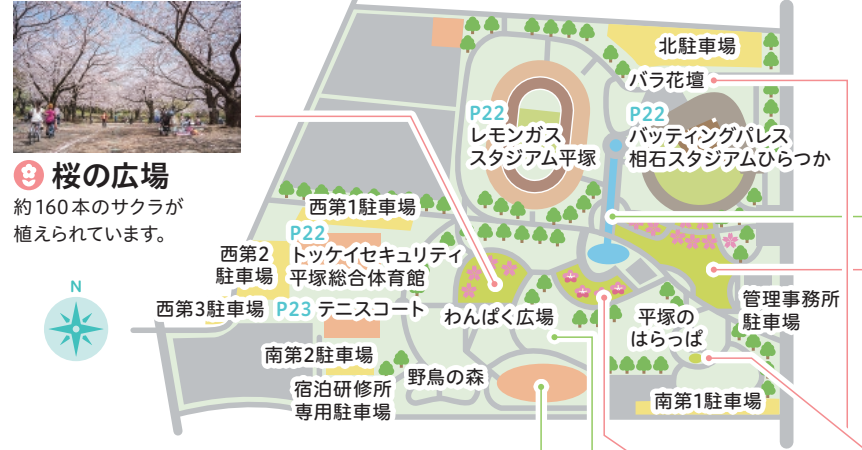 桜の広場
約160本のサクラが
植えられています。
N
北駐車場
バラ花壇
P22
レモンガス
スタジアム平塚
P22
バッティングパレス
相石スタジアムひらつか
西第1駐車場
P22
トッケイセキュリティ
平塚総合体育館
西第2
駐車場
西第3駐車場
P23 テニスコート
わんぱく広場
平塚の
はらっぱ
管理事務所
駐車場
南第2駐車場
宿泊研修所
専用駐車場
野鳥の森
南第1駐車場